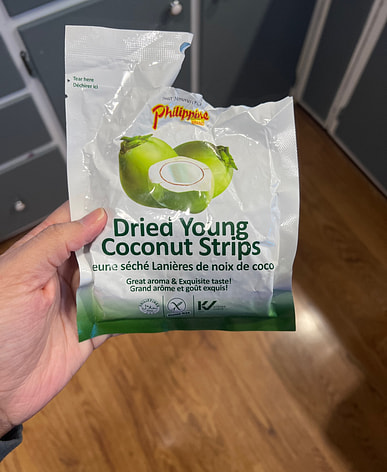 Tear here
Déchirer ici
Philippine
BRAND
Dried Young
Coconut Strips
eune séché Lanières de noix de coco
Great aroma & Exquisite taste!
Grand arôme et goût exquis!